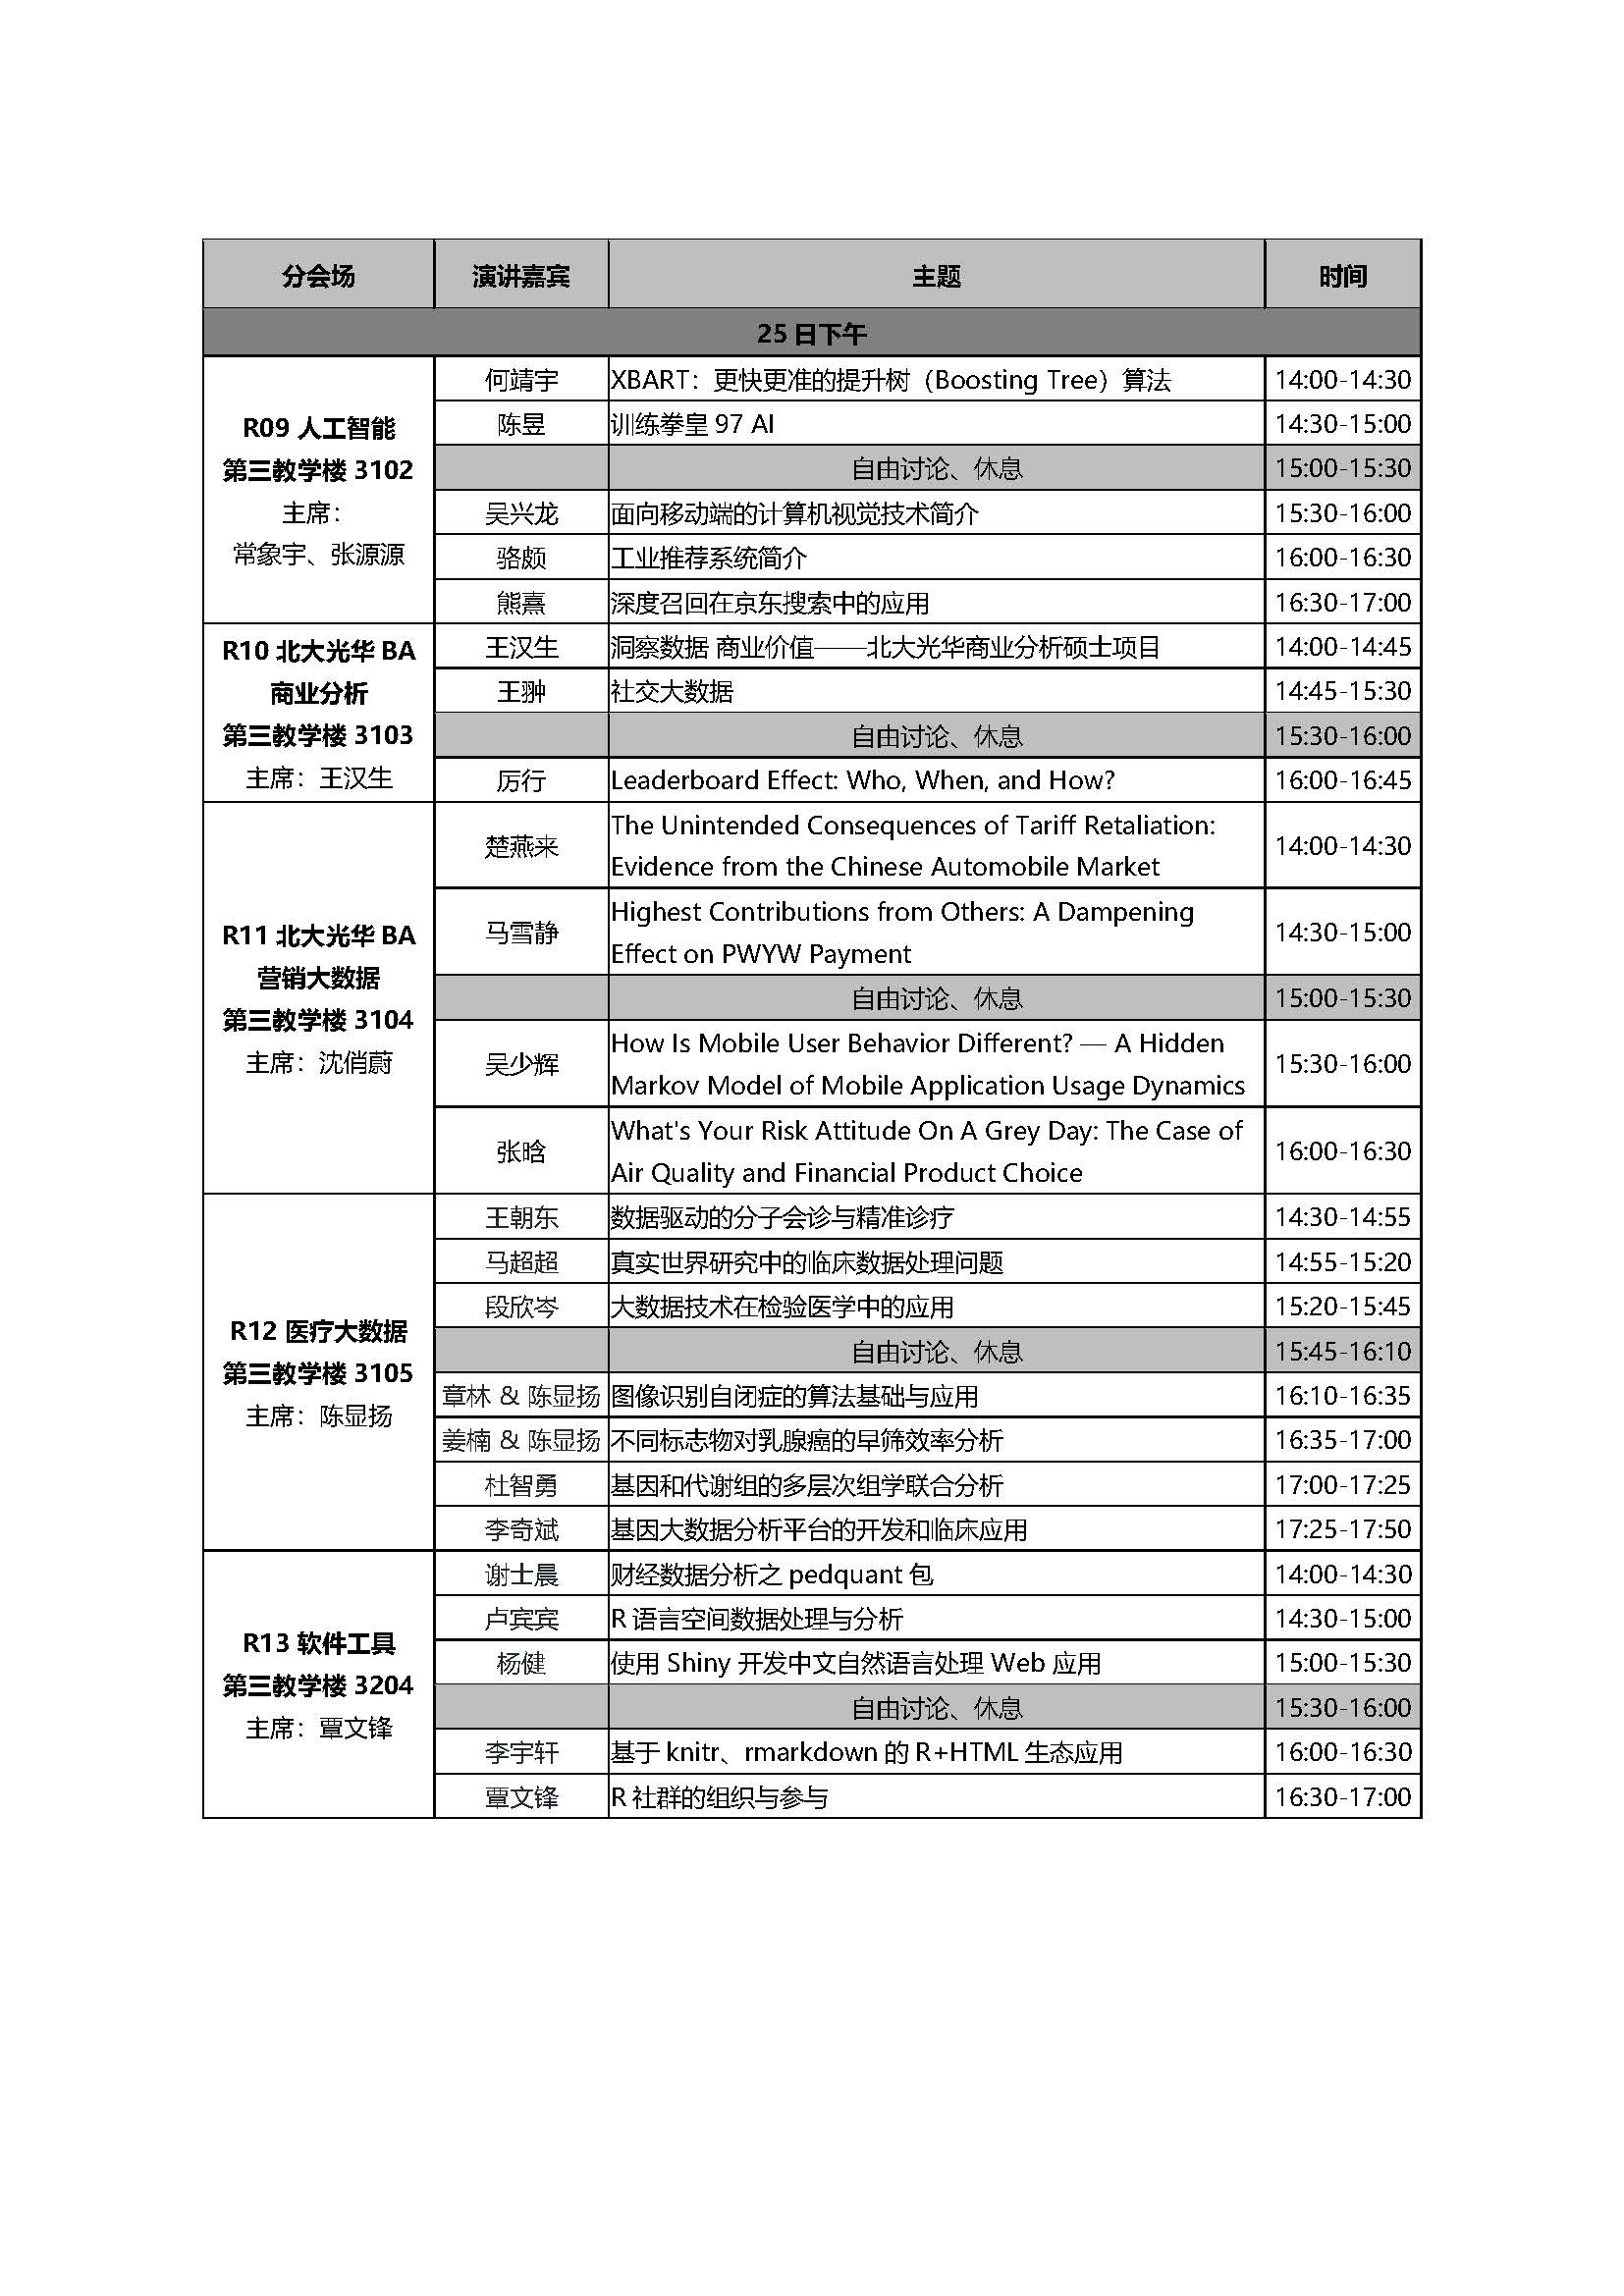 分会场 演讲嘉宾 主题 时间
25 日下午
R09 人工智能
第三教学楼 3102
主席：
常象宇、张源源
何靖宇 XBART：更快更准的提升树（Boosting Tree）算法 14:00-14:30
陈昱 训练拳皇 97 AI 14:30-15:00
自由讨论、休息 15:00-15:30
吴兴龙 面向移动端的计算机视觉技术简介 15:30-16:00
骆颇 工业推荐系统简介 16:00-16:30
熊熹 深度召回在京东搜索中的应用 16:30-17:00
R10 北大光华 BA
商业分析
第三教学楼 3103
主席：王汉生
王汉生 洞察数据 商业价值——北大光华商业分析硕士项目 14:00-14:45
王翀 社交大数据 14:45-15:30
自由讨论、休息 15:30-16:00
厉行 Leaderboard Effect: Who, When, and How? 16:00-16:45
R11 北大光华 BA
营销大数据
第三教学楼 3104
主席：沈俏蔚
楚燕来 The Unintended Consequences of Tariff Retaliation:
Evidence from the Chinese Automobile Market 14:00-14:30
马雪静 Highest Contributions from Others: A Dampening
Effect on PWYW Payment 14:30-15:00
自由讨论、休息 15:00-15:30
吴少辉 How Is Mobile User Behavior Different? — A Hidden
Markov Model of Mobile Application Usage Dynamics 15:30-16:00
张晗 What's Your Risk Attitude On A Grey Day: The Case of
Air Quality and Financial Product Choice 16:00-16:30
R12 医疗大数据
第三教学楼 3105
主席：陈显扬
王朝东 数据驱动的分子会诊与精准诊疗 14:30-14:55
马超超 真实世界研究中的临床数据处理问题 14:55-15:20
段欣岑 大数据技术在检验医学中的应用 15:20-15:45
自由讨论、休息 15:45-16:10
章林 & 陈显扬 图像识别自闭症的算法基础与应用 16:10-16:35
姜楠 & 陈显扬 不同标志物对乳腺癌的早筛效率分析 16:35-17:00
杜智勇 基因和代谢组的多层次组学联合分析 17:00-17:25
李奇斌 基因大数据分析平台的开发和临床应用 17:25-17:50
R13 软件工具
第三教学楼 3204
主席：覃文锋
谢士晨 财经数据分析之 pedquant 包 14:00-14:30
卢宾宾 R 语言空间数据处理与分析 14:30-15:00
杨健 使用 Shiny 开发中文自然语言处理 Web 应用 15:00-15:30
自由讨论、休息 15:30-16:00
李宇轩 基于 knitr、rmarkdown 的 R+HTML 生态应用 16:00-16:30
覃文锋 R 社群的组织与参与 16:30-17:00